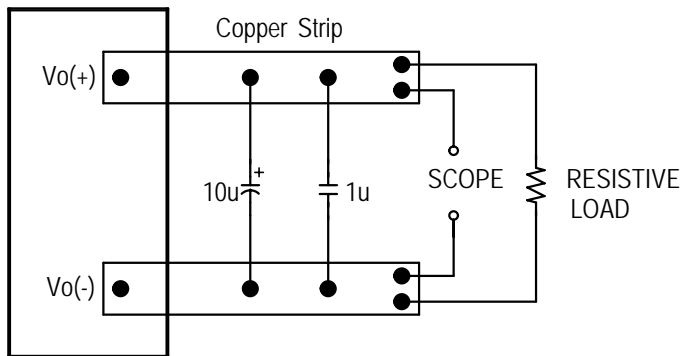 Copper Strip
Vo(+)
+
10u
1u
SCOPE
RESISTIVE
LOAD
Vo(-)